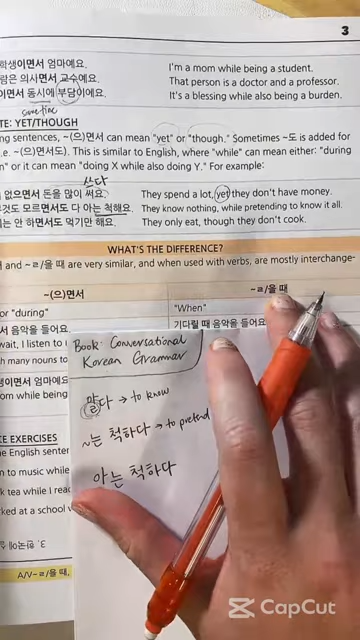 3
학생이면서 엄마예요. I'm a mom while being a student.
람은 의사면서 교수예요. That person is a doctor and a professor.
이면서 동시에 부담이예요. It's a blessing while also being a burden.
same time
TE: YET/THOUGH
ng sentences, ~(으)면서 can mean "yet" or "though." Sometimes ~도 is added for
i.e. ~(으)면서도). This is similar to English, where "while" can mean either: "during
n" or it can mean "doing X while also doing Y." For example:
쓰다
없으면서 돈을 많이 써요. They spend a lot, yet they don't have money.
것도 모르면서도 다 아는 척해요. They know nothing, while pretending to know it all.
는 안 하면서도 먹기만 해요. They only eat, though they don't cook.
WHAT'S THE DIFFERENCE?
서 and ~ㄹ/을 때 are very similar, and when used with verbs, are mostly interchange-
~(으)면서 ~ㄹ/을 때
or "during" "When"
서 음악을 들어요. 기다릴 때 음악을 들어요
wait, I listen to
th many nouns to
이면서
KE EXERCISES
e English senten
n to music while
k tea while I rea
ked at a school w
Book: Conversational
Korean Grammar
알다 → to know
~는 척하다 → to pretend
아는 척하다
A/V~ㄹ/을 때,
CapCut